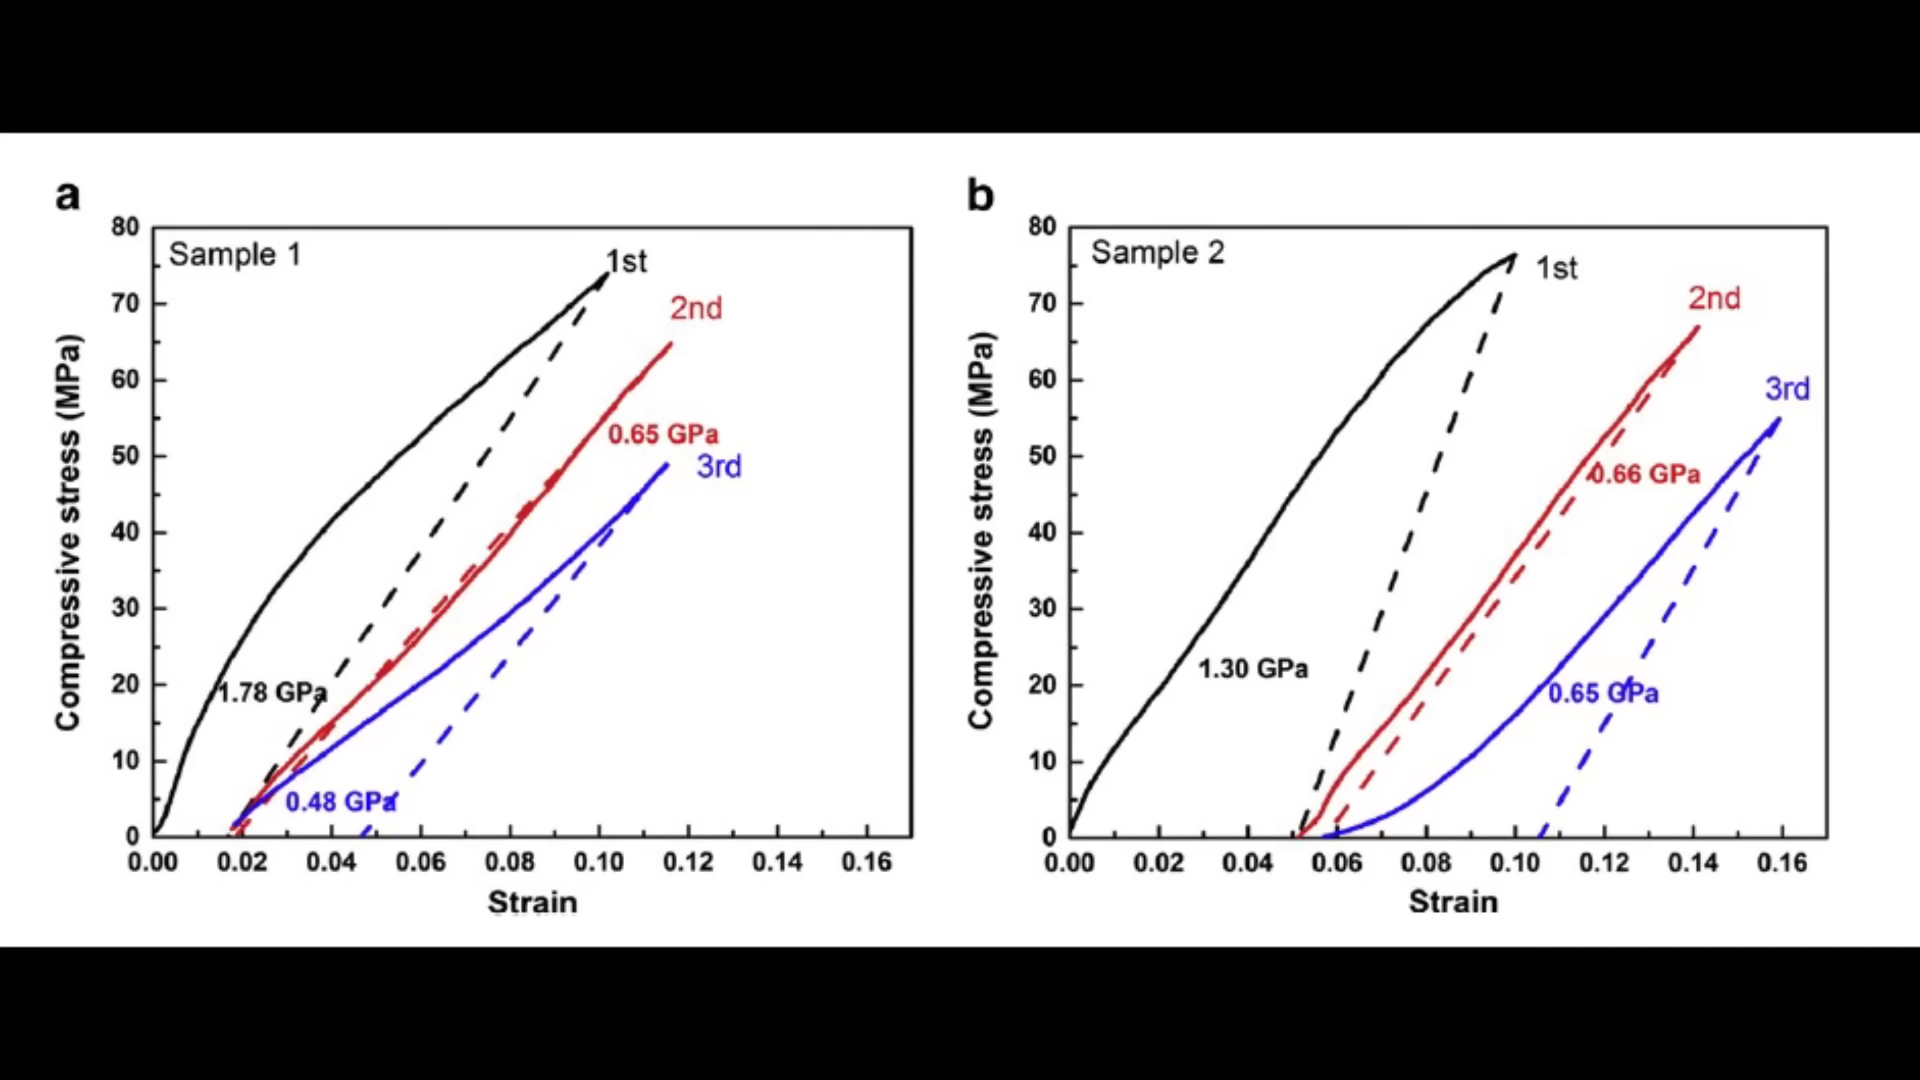 a
Sample 1
1st
2nd
0.65 GPa
3rd
1.78 GPa
0.48 GPa
80
70
60
50
40
30
20
10
0
Compressive stress (MPa)
0.00 0.02 0.04 0.06 0.08 0.10 0.12 0.14 0.16
Strain
b
Sample 2
1st
2nd
3rd
0.66 GPa
1.30 GPa
0.65 GPa
80
70
60
50
40
30
20
10
0
Compressive stress (MPa)
0.00 0.02 0.04 0.06 0.08 0.10 0.12 0.14 0.16
Strain